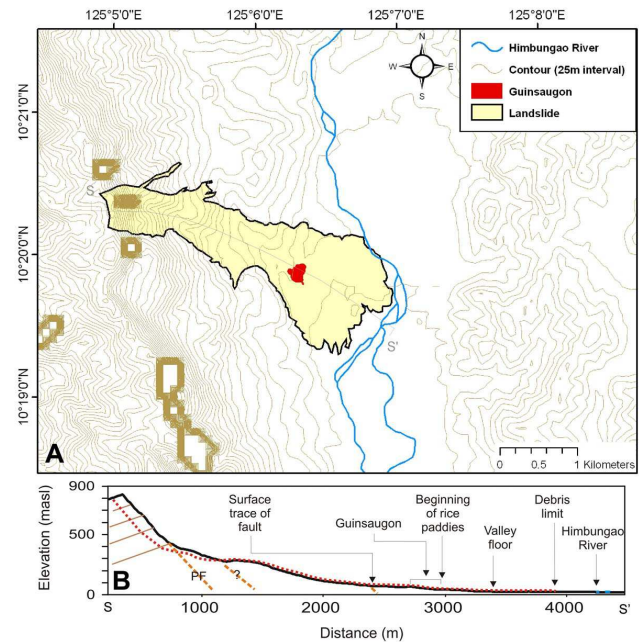 125°5'0"E 125°6'0"E 125°7'0"E 125°8'0"E
10°21'0"N
10°20'0"N
10°19'0"N
N
W E
S
Himbungao River
Contour (25m interval)
Guinsaugon
Landslide
S
S'
A
0 0.5 1 Kilometers
Elevation (masl)
900
500
0
Surface
trace of
fault
Guinsaugon
Beginning
of rice
paddies
Valley
floor
Debris
limit
Himbungao
River
B
PF
?
S 1000 2000 3000 4000 S'
Distance (m)